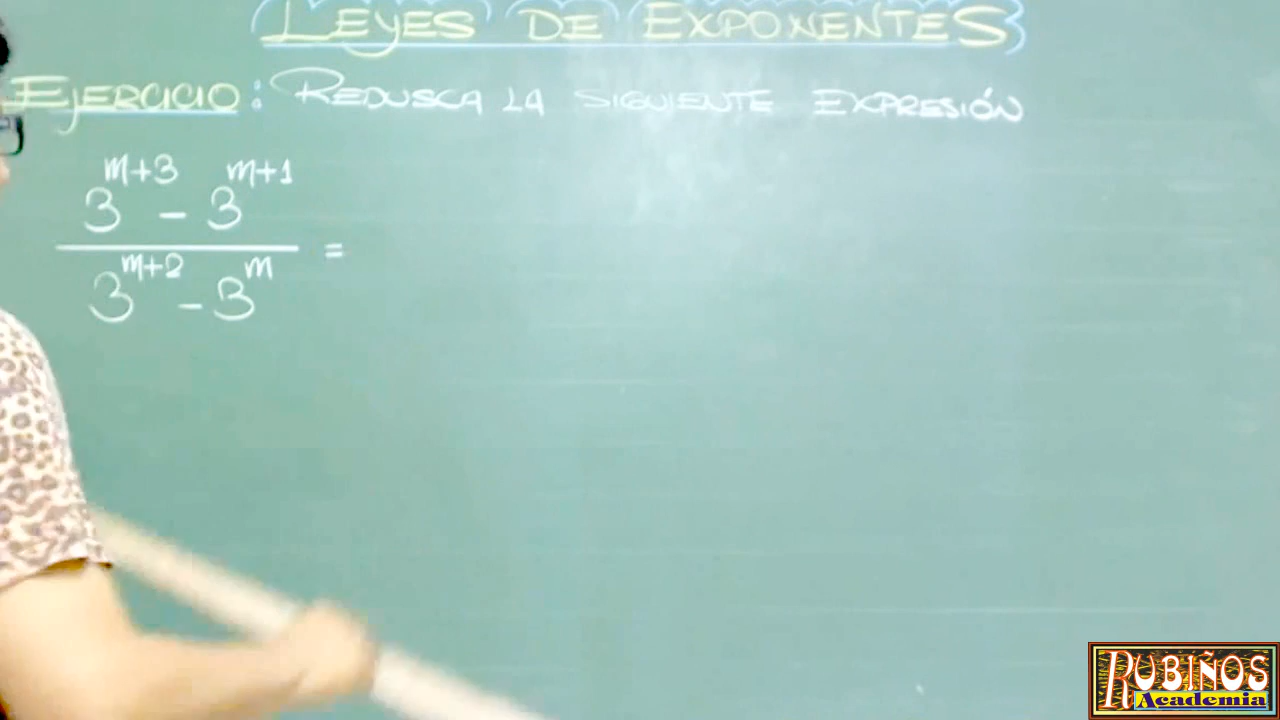 LEYES DE EXPONENTES
EJERCICIO: REDUSCA LA SIGUIENTE EXPRESIÓN
3^{m+3} - 3^{m+1}
3^{m+2} - 3^{m} =
RUBIÑOS
Academia